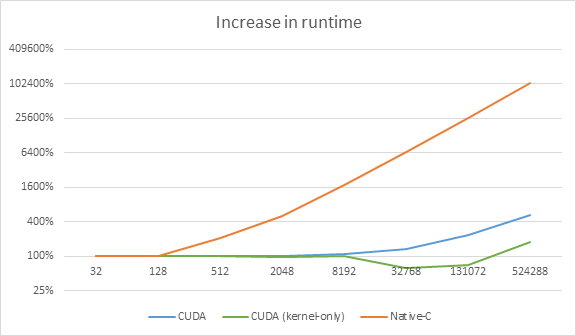 Increase in runtime
409600%
102400%
25600%
6400%
1600%
400%
100%
32 128 512 2048 8192 32768 131072 524288
25%
CUDA CUDA (kernel-only) Native-C